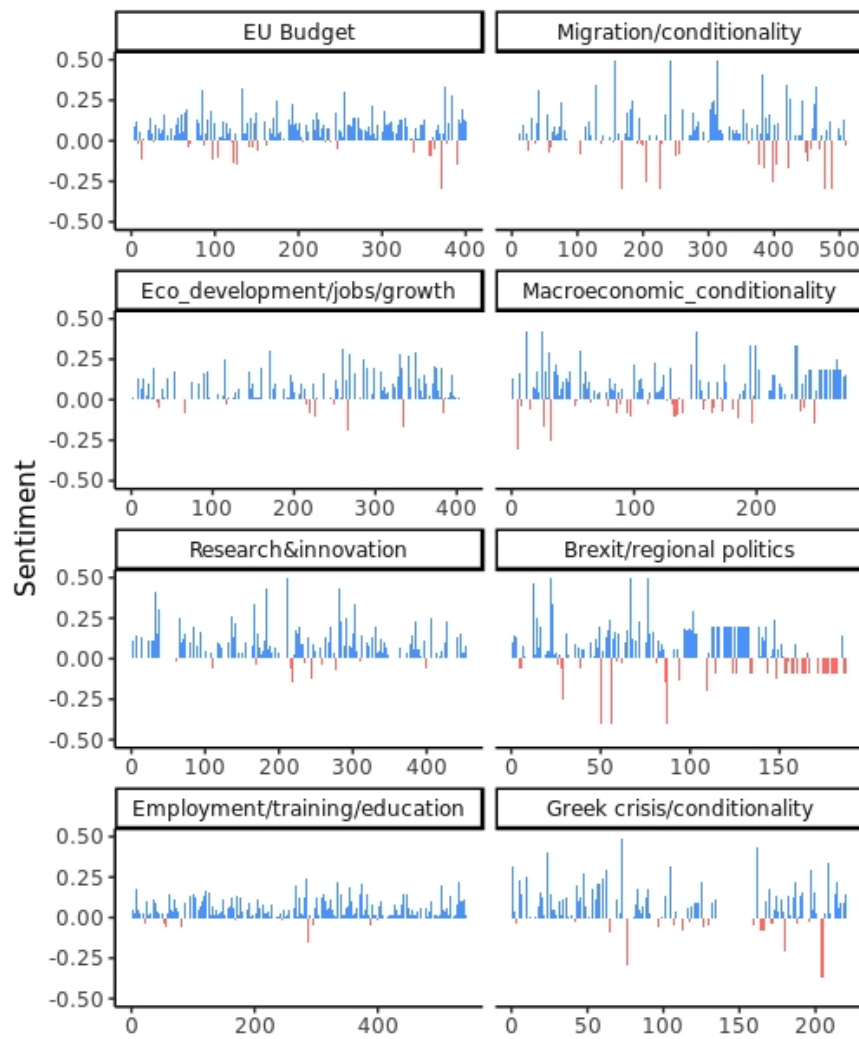 EU Budget
Migration/conditionality
0.50
0.25
0.00
-0.25
-0.50
0 100 200 300 400
0 100 200 300 400 500
Eco_development/jobs/growth
Macroeconomic_conditionality
0.50
0.25
0.00
-0.25
-0.50
0 100 200 300 400
0 100 200
Sentiment
Research&innovation
Brexit/regional politics
0.50
0.25
0.00
-0.25
-0.50
0 100 200 300 400
0 50 100 150
Employment/training/education
Greek crisis/conditionality
0.50
0.25
0.00
-0.25
-0.50
0 200 400
0 50 100 150 200